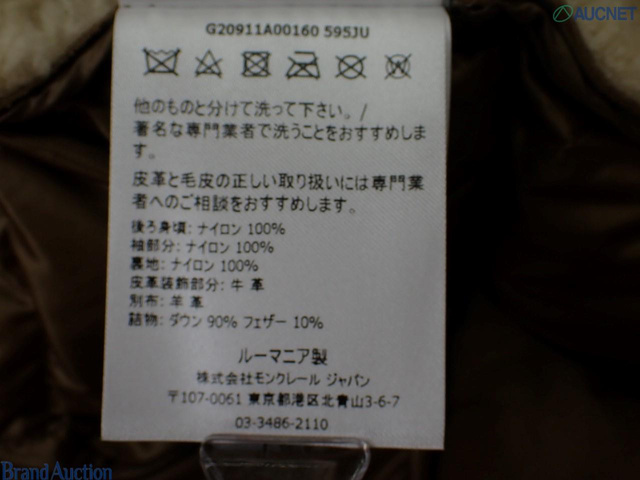 AUCNET
G20911A00160 595JU
他のものと分けて洗って下さい。/
著名な専門業者で洗うことをおすすめしま
す。
皮革と毛皮の正しい取り扱いには専門業
者へのご相談をおすすめします。
後ろ身頃: ナイロン 100%
袖部分: ナイロン 100%
裏地: ナイロン 100%
皮革装飾部分: 牛 革
別布: 羊 革
詰物: ダウン 90% フェザー 10%
ルーマニア製
株式会社モンクレール ジャパン
〒107-0061 東京都港区北青山3-6-7
03-3486-2110
Brand Auction